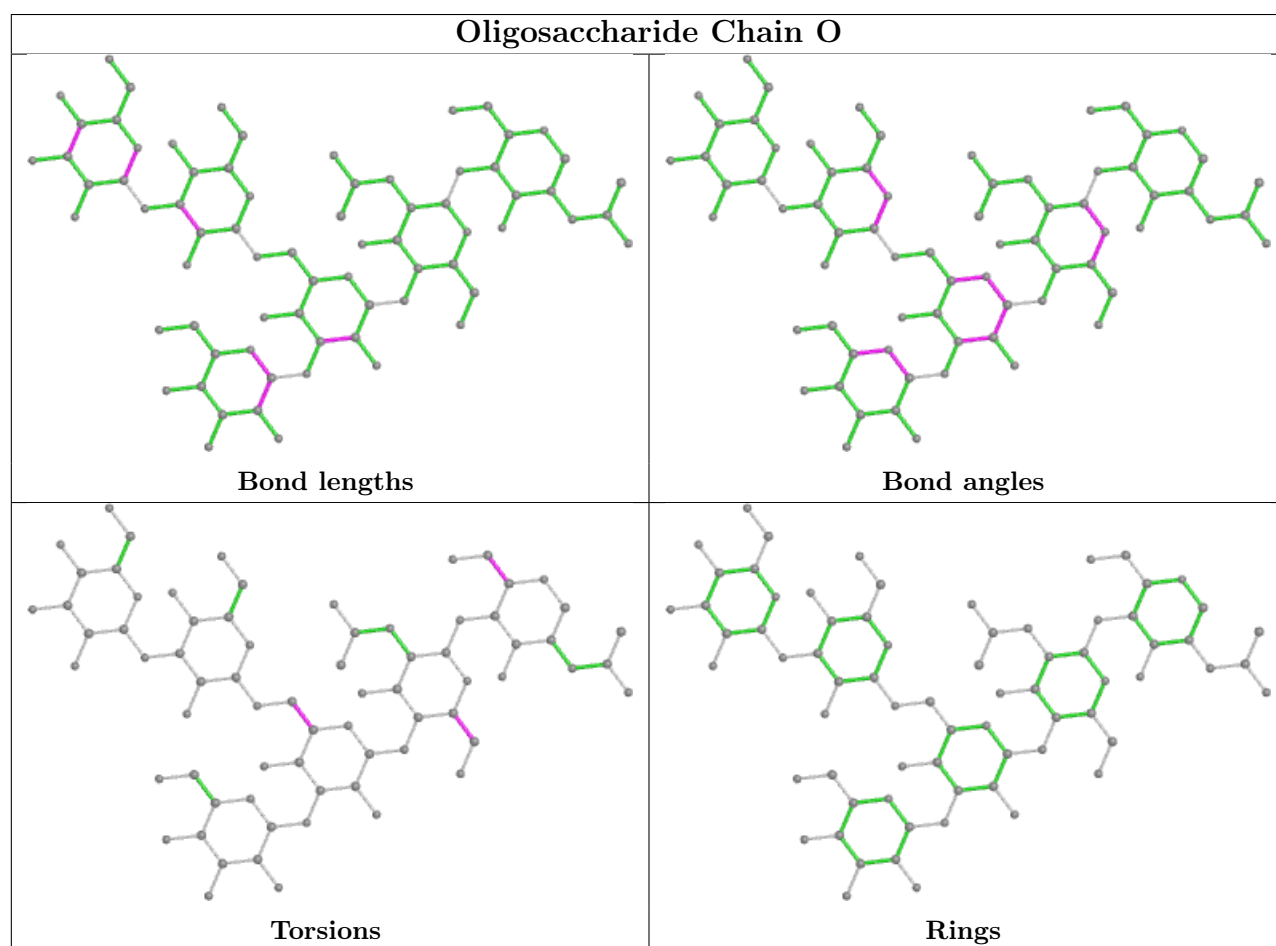 Oligosaccharide Chain O
Bond lengths
Bond angles
Torsions
Rings